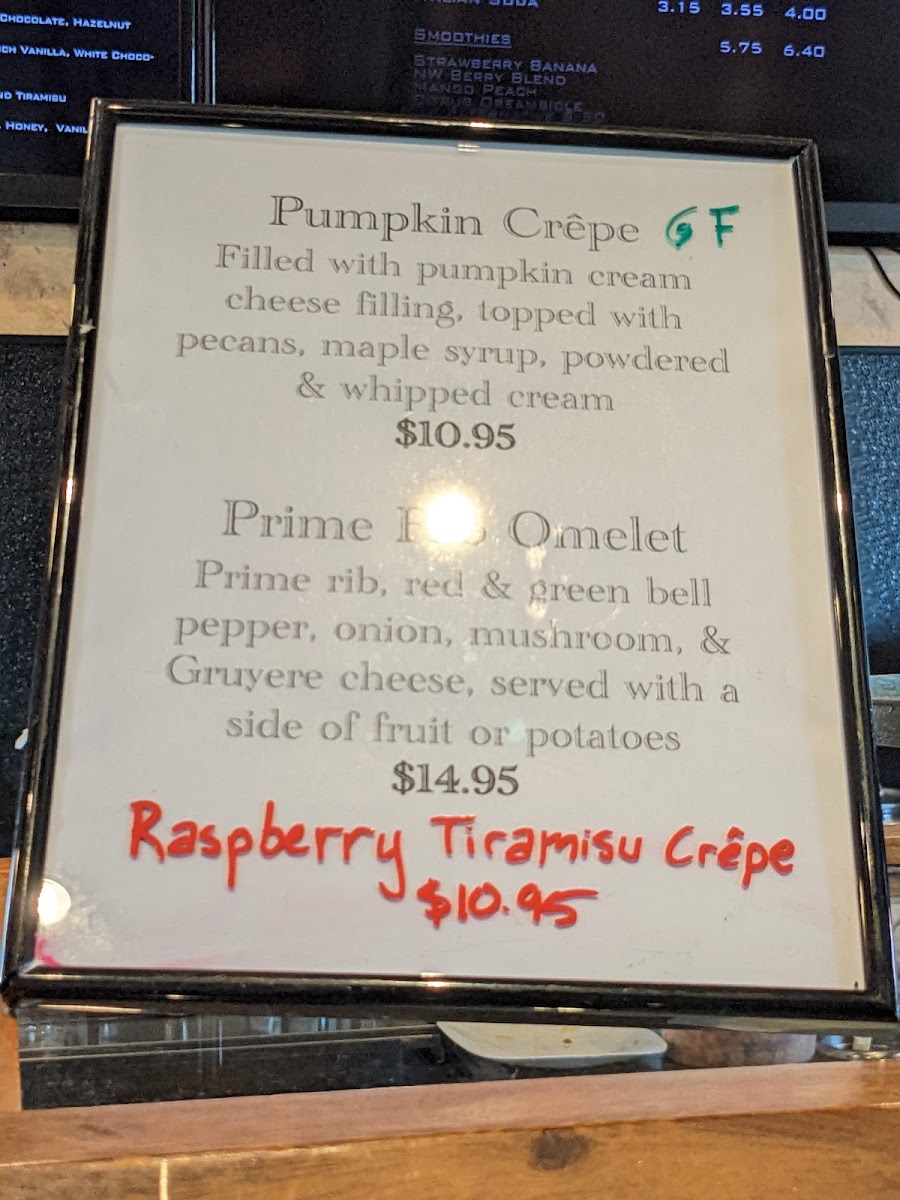 CHOCOLATE, HAZELNUT
VANILLA, WHITE CHOCO-
TIRAMISU
HONEY,
SODA
3.15 3.55 4.00
SMOOTHIES
5.75 6.40
STRAWBERRY BANANA
NW BERRY BLEND
MANGO PEACH
CITRUS DREAMSICLE
Pumpkin Crêpe GF
Filled with pumpkin cream
cheese filling, topped with
pecans, maple syrup, powdered
& whipped cream
$10.95
Prime Omelet
Prime rib, red & green bell
pepper, onion, mushroom, &
Gruyere cheese, served with a
side of fruit or potatoes
$14.95
Raspberry Tiramisu Crêpe
$10.95